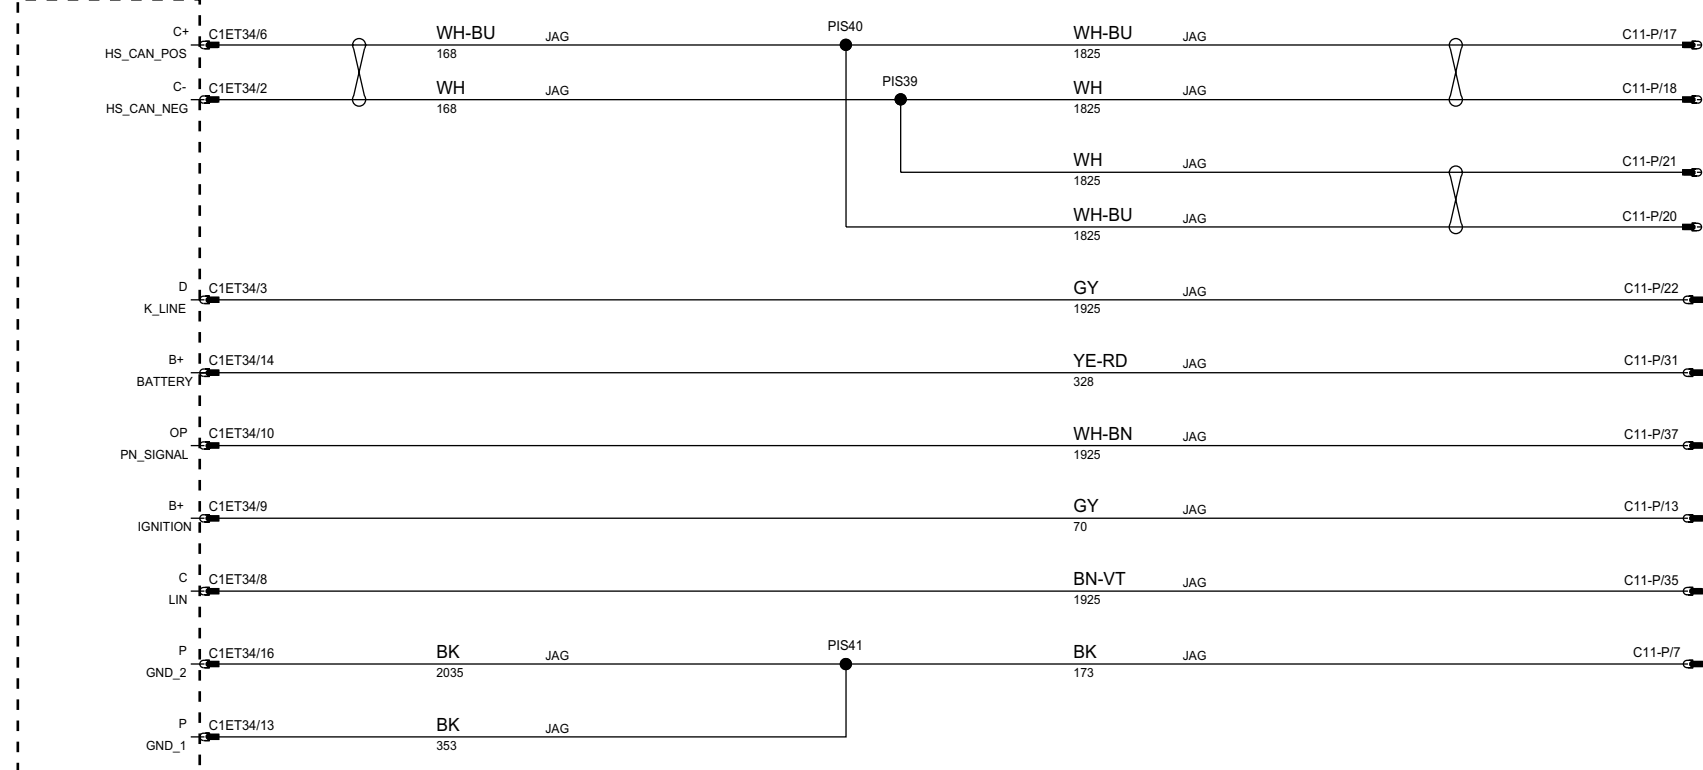 PIS40
C+ C1ET34/6 WH-BU JAG WH-BU JAG C11-P/17
HS_CAN_POS 168 1825
PIS39
C- C1ET34/2 WH JAG WH JAG C11-P/18
HS_CAN_NEG 168 1825
WH JAG C11-P/21
1825
WH-BU JAG C11-P/20
1825
D C1ET34/3 GY JAG C11-P/22
K_LINE 1925
B+ C1ET34/14 YE-RD JAG C11-P/31
BATTERY 328
OP C1ET34/10 WH-BN JAG C11-P/37
PN_SIGNAL 1925
B+ C1ET34/9 GY JAG C11-P/13
IGNITION 70
C C1ET34/8 BN-VT JAG C11-P/35
LIN 1925
PIS41
P C1ET34/16 BK JAG BK JAG C11-P/7
GND_2 2035 173
P C1ET34/13 BK JAG
GND_1 353